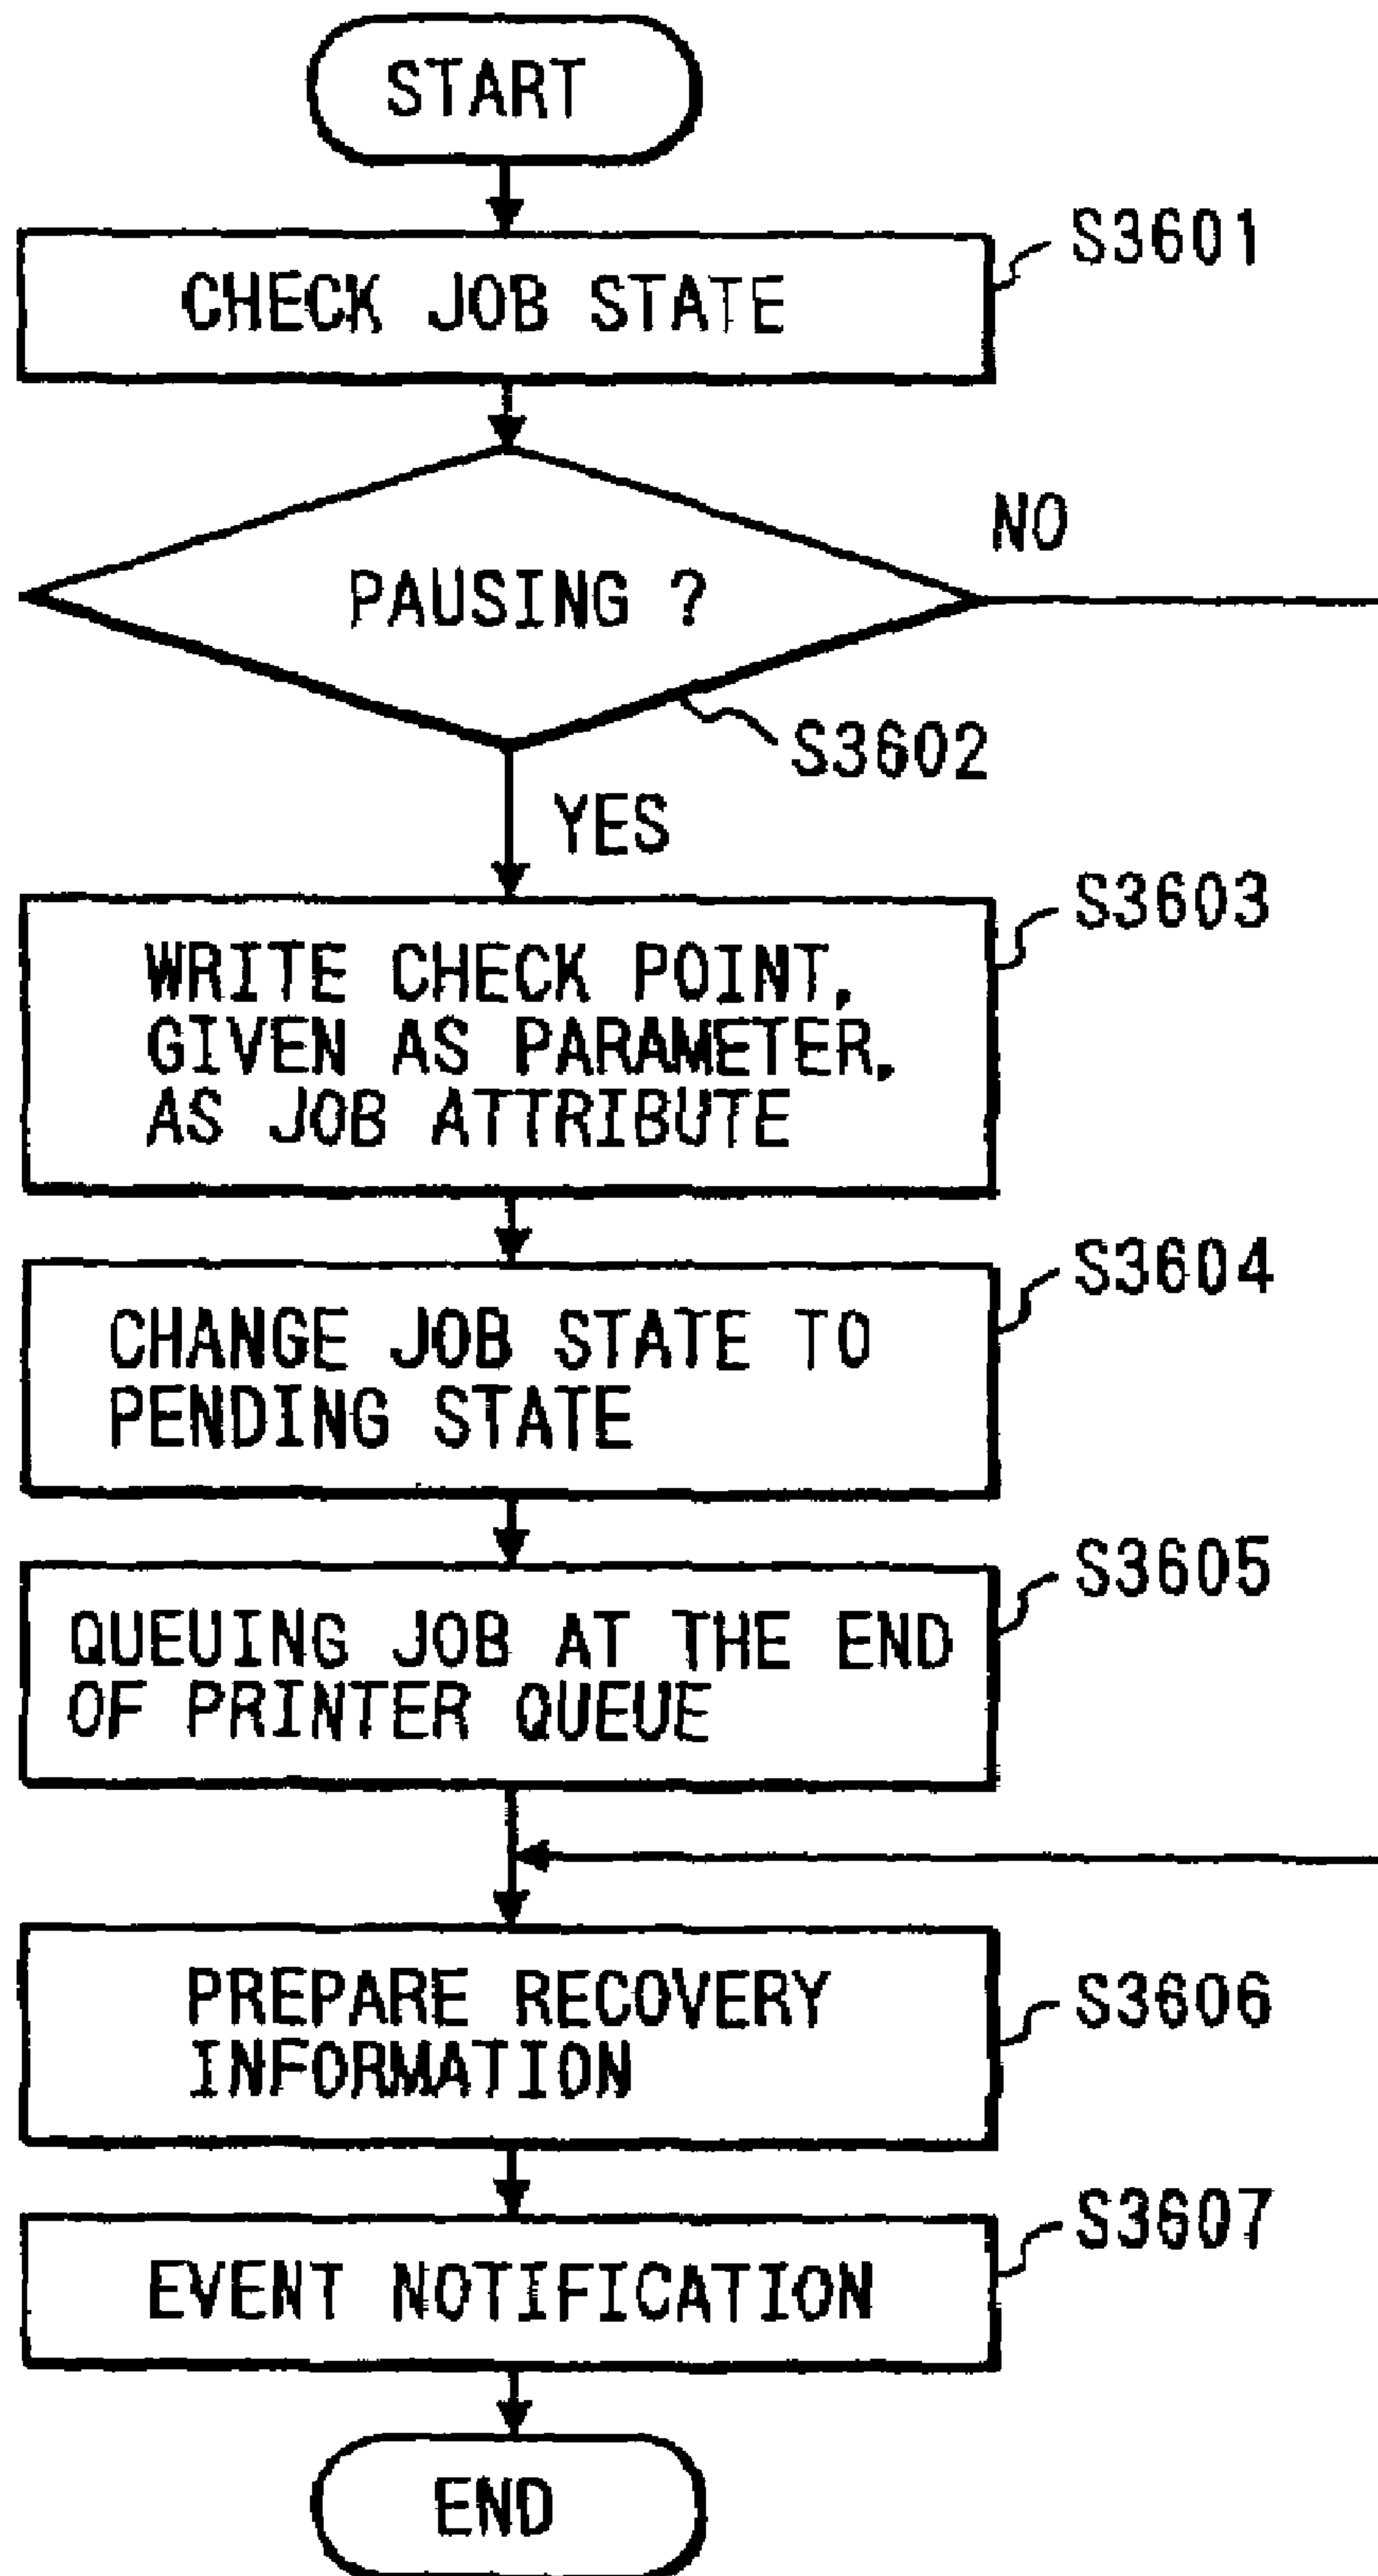 START
S3601
CHECK JOB STATE
NO
PAUSING ?
S3602
YES
S3603
WRITE CHECK POINT,
GIVEN AS PARAMETER,
AS JOB ATTRIBUTE
S3604
CHANGE JOB STATE TO
PENDING STATE
S3605
QUEUING JOB AT THE END
OF PRINTER QUEUE
PREPARE RECOVERY
S3606
INFORMATION
S3607
EVENT NOTIFICATION
END